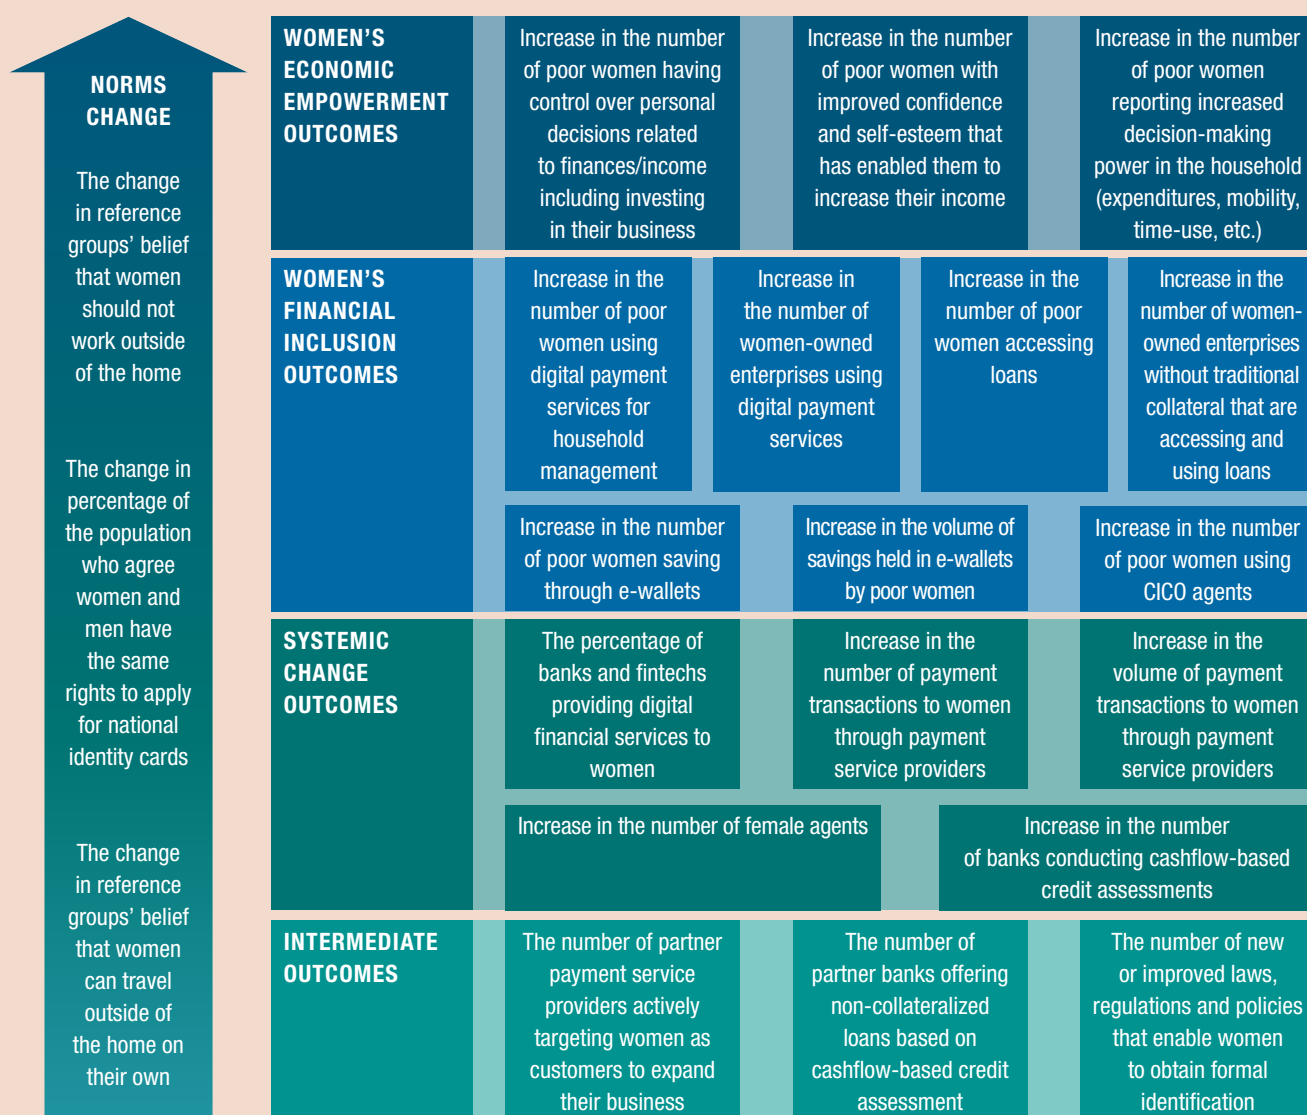 NORMS
CHANGE
The change
in reference
groups’ belief
that women
should not
work outside
of the home
The change in
percentage of
the population
who agree
women and
men have
the same
rights to apply
for national
identity cards
The change
in reference
groups’ belief
that women
can travel
outside of
the home on
their own
WOMEN’S
ECONOMIC
EMPOWERMENT
OUTCOMES
Increase in the number
of poor women having
control over personal
decisions related
to finances/income
including investing
in their business
Increase in the number
of poor women with
improved confidence
and self-esteem that
has enabled them to
increase their income
Increase in the number
of poor women
reporting increased
decision-making
power in the household
(expenditures, mobility,
time-use, etc.)
WOMEN’S
FINANCIAL
INCLUSION
OUTCOMES
Increase in the
number of poor
women using
digital payment
services for
household
management
Increase in
the number of
women-owned
enterprises using
digital payment
services
Increase in the
number of poor
women accessing
loans
Increase in the
number of women-
owned enterprises
without traditional
collateral that are
accessing and
using loans
Increase in the number
of poor women saving
through e-wallets
Increase in the volume of
savings held in e-wallets
by poor women
Increase in the number
of poor women using
CICO agents
SYSTEMIC
CHANGE
OUTCOMES
The percentage of
banks and fintechs
providing digital
financial services to
women
Increase in the
number of payment
transactions to women
through payment
service providers
Increase in the
volume of payment
transactions to women
through payment
service providers
Increase in the number of female agents
Increase in the number
of banks conducting cashflow-based
credit assessments
INTERMEDIATE
OUTCOMES
The number of partner
payment service
providers actively
targeting women as
customers to expand
their business
The number of
partner banks offering
non-collateralized
loans based on
cashflow-based credit
assessment
The number of new
or improved laws,
regulations and policies
that enable women
to obtain formal
identification